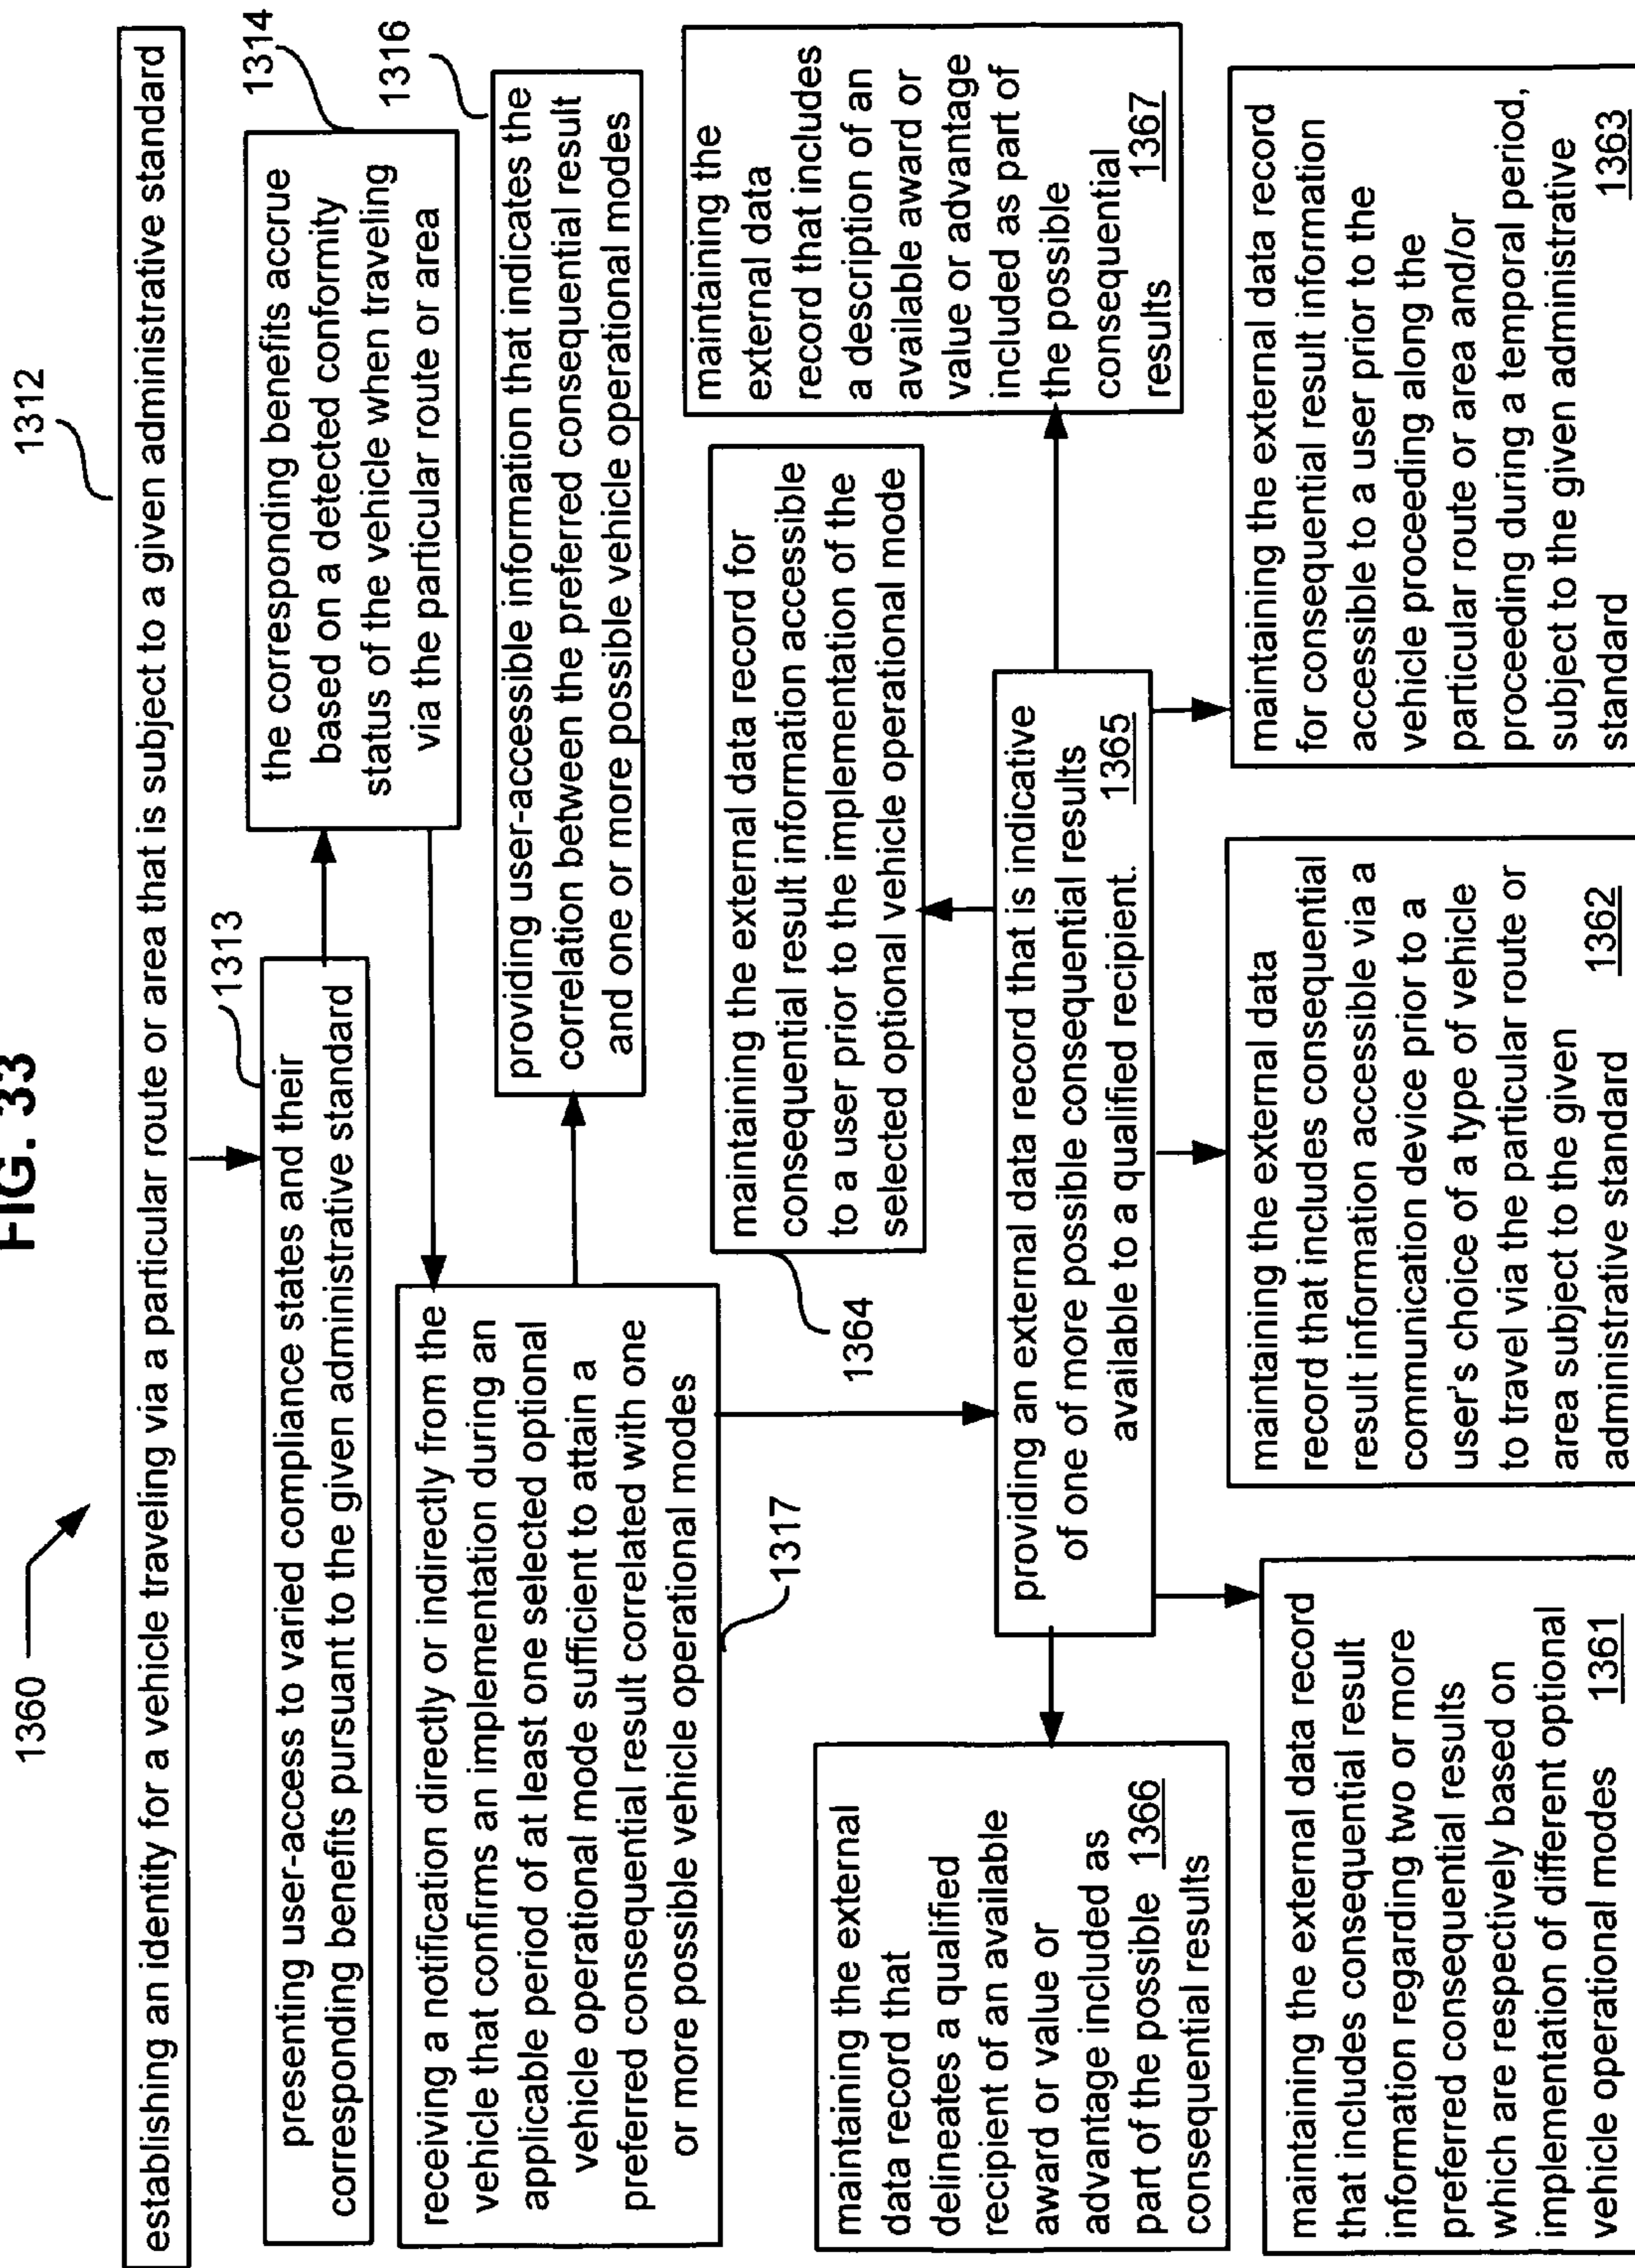 FIG. 33
1360
1312
establishing an identity for a vehicle traveling via a particular route or area that is subject to a given administrative standard
1313
presenting user-access to varied compliance states and their
corresponding benefits pursuant to the given administrative standard
1314
the corresponding benefits accrue
based on a detected conformity
status of the vehicle when traveling
via the particular route or area
receiving a notification directly or indirectly from the
vehicle that confirms an implementation during an
applicable period of at least one selected optional
vehicle operational mode sufficient to attain a
preferred consequential result correlated with one
or more possible vehicle operational modes
1317
1316
providing user-accessible information that indicates the
correlation between the preferred consequential result
and one or more possible vehicle operational modes
1364
maintaining the external data record for
consequential result information accessible
to a user prior to the implementation of the
selected optional vehicle operational mode
maintaining the
external data
record that includes
a description of an
available award or
value or advantage
included as part of
the possible
consequential
results 1367
providing an external data record that is indicative
of one of more possible consequential results
available to a qualified recipient. 1365
maintaining the external
data record that
delineates a qualified
recipient of an available
award or value or
advantage included as
part of the possible 1366
consequential results
maintaining the external data record
that includes consequential result
information regarding two or more
preferred consequential results
which are respectively based on
implementation of different optional
vehicle operational modes 1361
maintaining the external data
record that includes consequential
result information accessible via a
communication device prior to a
user's choice of a type of vehicle
to travel via the particular route or
area subject to the given
administrative standard 1362
maintaining the external data record
for consequential result information
accessible to a user prior to the
vehicle proceeding along the
particular route or area and/or
proceeding during a temporal period,
subject to the given administrative
standard 1363